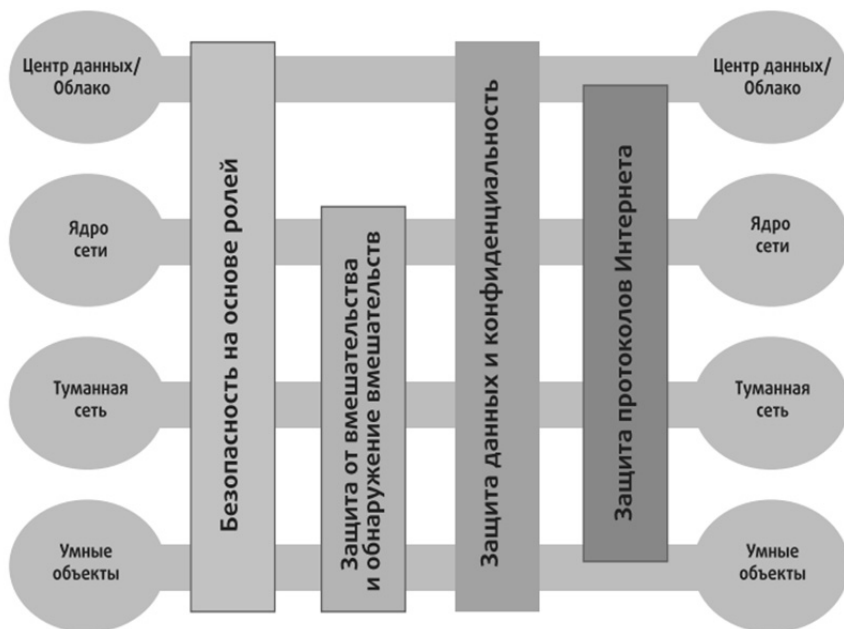 Центр данных/
Облако
Ядро
сети
Туманная
сеть
Умные
объекты
Безопасность на основе ролей
Защита от вмешательства
и обнаружение вмешательств
Защита данных и конфиденциальность
Защита протоколов Интернета
Центр данных/
Облако
Ядро
сети
Туманная
сеть
Умные
объекты